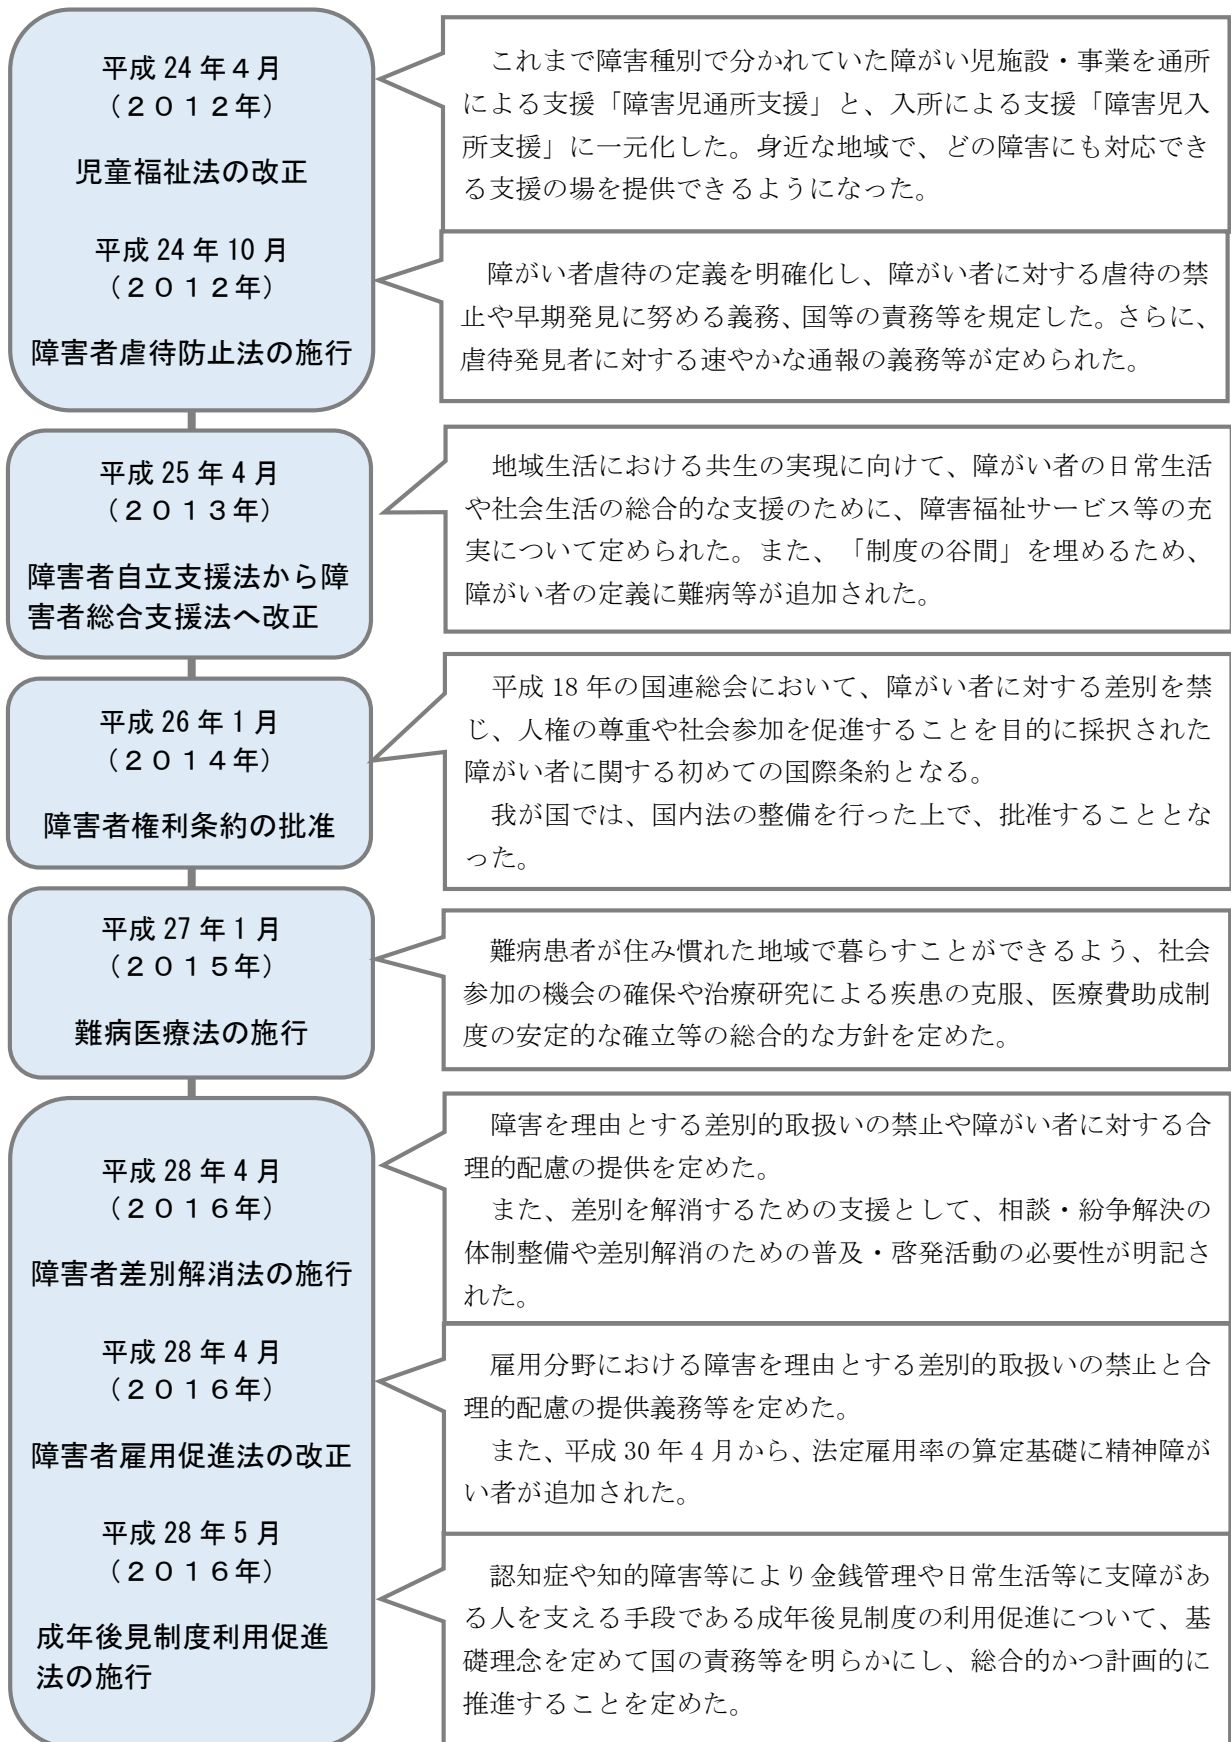 平成 24 年４月
（２０１２年）
児童福祉法の改正
これまで障害種別で分かれていた障がい児施設・事業を通所
による支援「障害児通所支援」と、入所による支援「障害児入
所支援」に一元化した。身近な地域で、どの障害にも対応でき
る支援の場を提供できるようになった。
平成 24 年 10 月
（２０１２年）
障害者虐待防止法の施行
障がい者虐待の定義を明確化し、障がい者に対する虐待の禁
止や早期発見に努める義務、国等の責務等を規定した。さらに、
虐待発見者に対する速やかな通報の義務等が定められた。
平成 25 年 4 月
（２０１３年）
障害者自立支援法から障
害者総合支援法へ改正
地域生活における共生の実現に向けて、障がい者の日常生活
や社会生活の総合的な支援のために、障害福祉サービス等の充
実について定められた。また、「制度の谷間」を埋めるため、
障がい者の定義に難病等が追加された。
平成 26 年 1 月
（２０１４年）
障害者権利条約の批准
平成 18 年の国連総会において、障がい者に対する差別を禁
じ、人権の尊重や社会参加を促進することを目的に採択された
障がい者に関する初めての国際条約となる。
我が国では、国内法の整備を行った上で、批准することとな
った。
平成 27 年 1 月
（２０１５年）
難病医療法の施行
難病患者が住み慣れた地域で暮らすことができるよう、社会
参加の機会の確保や治療研究による疾患の克服、医療費助成制
度の安定的な確立等の総合的な方針を定めた。
平成 28 年 4 月
（２０１６年）
障害者差別解消法の施行
障害を理由とする差別的取扱いの禁止や障がい者に対する合
理的配慮の提供を定めた。
また、差別を解消するための支援として、相談・紛争解決の
体制整備や差別解消のための普及・啓発活動の必要性が明記さ
れた。
平成 28 年 4 月
（２０１６年）
障害者雇用促進法の改正
雇用分野における障害を理由とする差別的取扱いの禁止と合
理的配慮の提供義務等を定めた。
また、平成 30 年 4 月から、法定雇用率の算定基礎に精神障が
い者が追加された。
平成 28 年 5 月
（２０１６年）
成年後見制度利用促進
法の施行
認知症や知的障害等により金銭管理や日常生活等に支障があ
る人を支える手段である成年後見制度の利用促進について、基
礎理念を定めて国の責務等を明らかにし、総合的かつ計画的に
推進することを定めた。